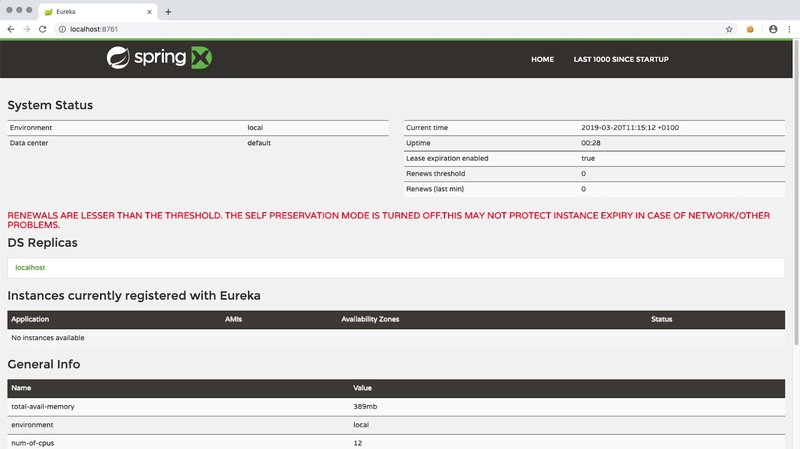 Eureka
localhost:8761
spring
HOME
LAST 1000 SINCE STARTUP
System Status
Environment local
Data center default
Current time 2019-03-20T11:15:12 +0100
Uptime 00:28
Lease expiration enabled true
Renews threshold 0
Renews (last min) 0
RENEWALS ARE LESSER THAN THE THRESHOLD. THE SELF PRESERVATION MODE IS TURNED OFF.THIS MAY NOT PROTECT INSTANCE EXPIRY IN CASE OF NETWORK/OTHER
PROBLEMS.
DS Replicas
localhost
Instances currently registered with Eureka
Application AMIs Availability Zones Status
No instances available
General Info
Name Value
total-avail-memory 389mb
environment local
num-of-cpus 12